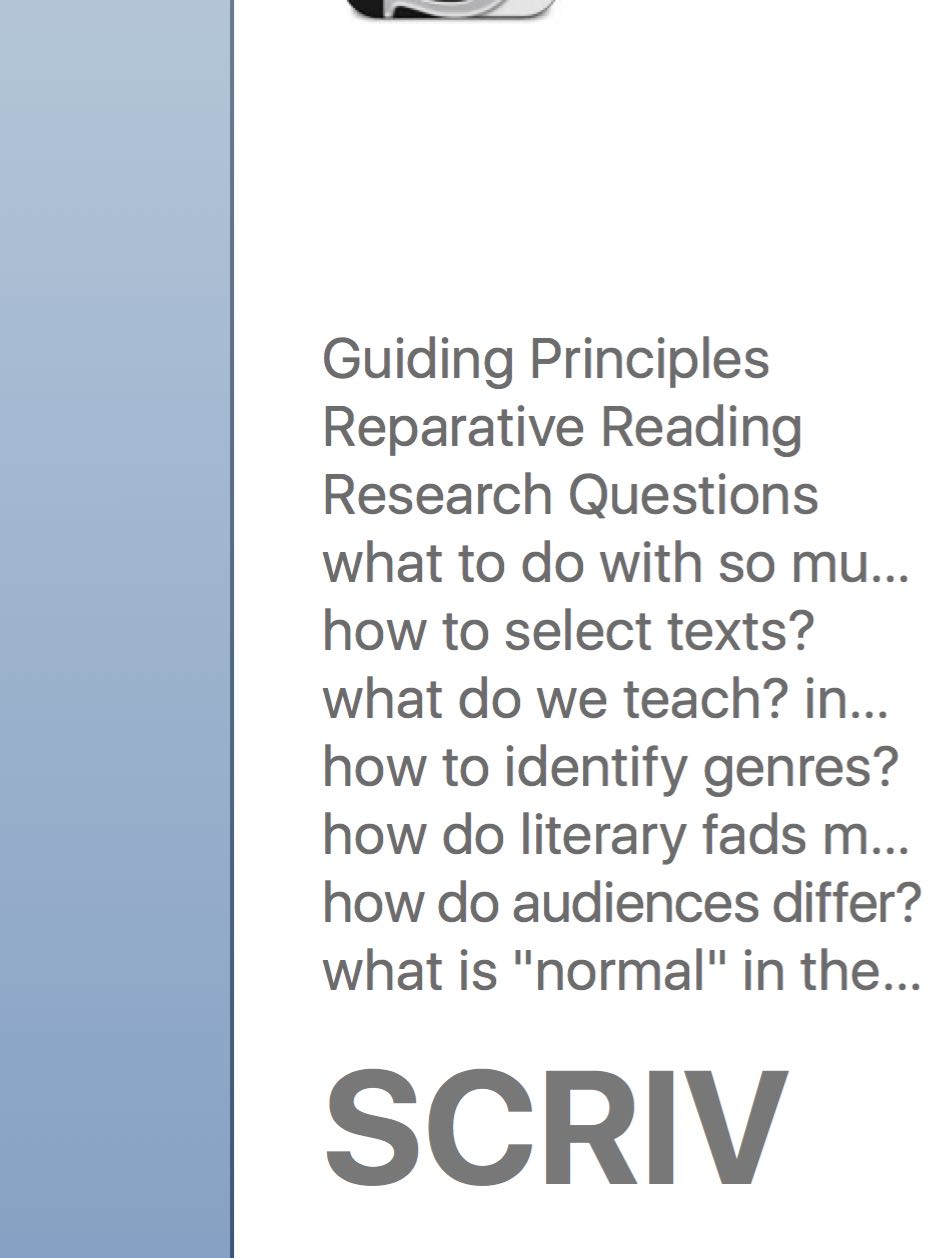 Guiding Principles
Reparative Reading
Research Questions
what to do with so mu...
how to select texts?
what do we teach? in...
how to identify genres?
how do literary fads m...
how do audiences differ?
what is "normal" in the...
SCRIV